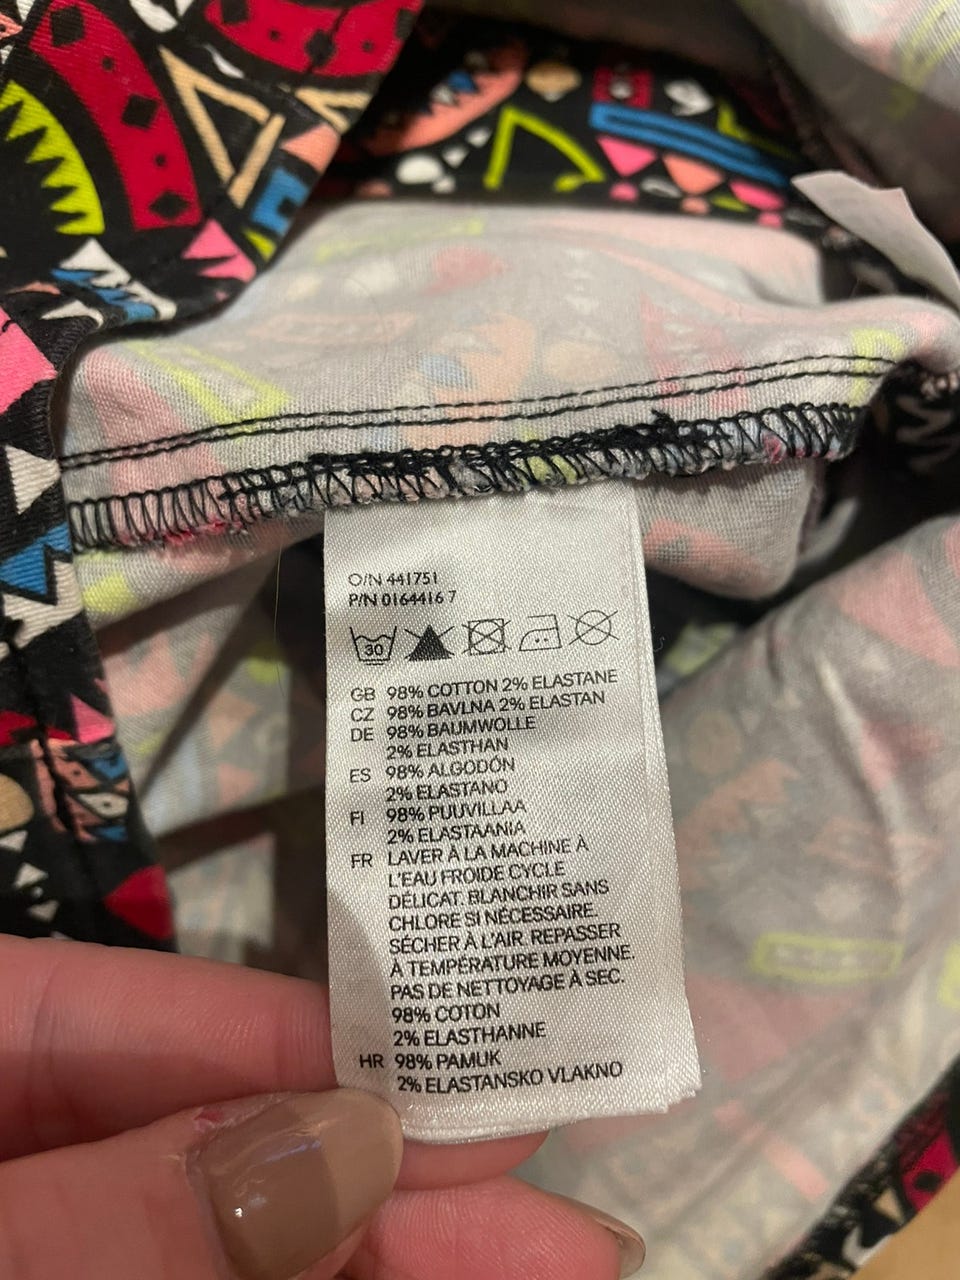 O/N 441751
P/N 0164416 7
30
GB 98% COTTON 2% ELASTANE
CZ 98% BAVLNA 2% ELASTAN
DE 98% BAUMWOLLE
2% ELASTHAN
ES 98% ALGODÓN
2% ELASTANO
FI 98% PUUVILLAA
2% ELASTAANIA
FR LAVER À LA MACHINE À
L'EAU FROIDE CYCLE
DÉLICAT. BLANCHIR SANS
CHLORE SI NÉCESSAIRE.
SÉCHER À L'AIR. REPASSER
À TEMPÉRATURE MOYENNE.
PAS DE NETTOYAGE À SEC.
98% COTON
2% ELASTHANNE
HR 98% PAMUK
2% ELASTANSKO VLAKNO